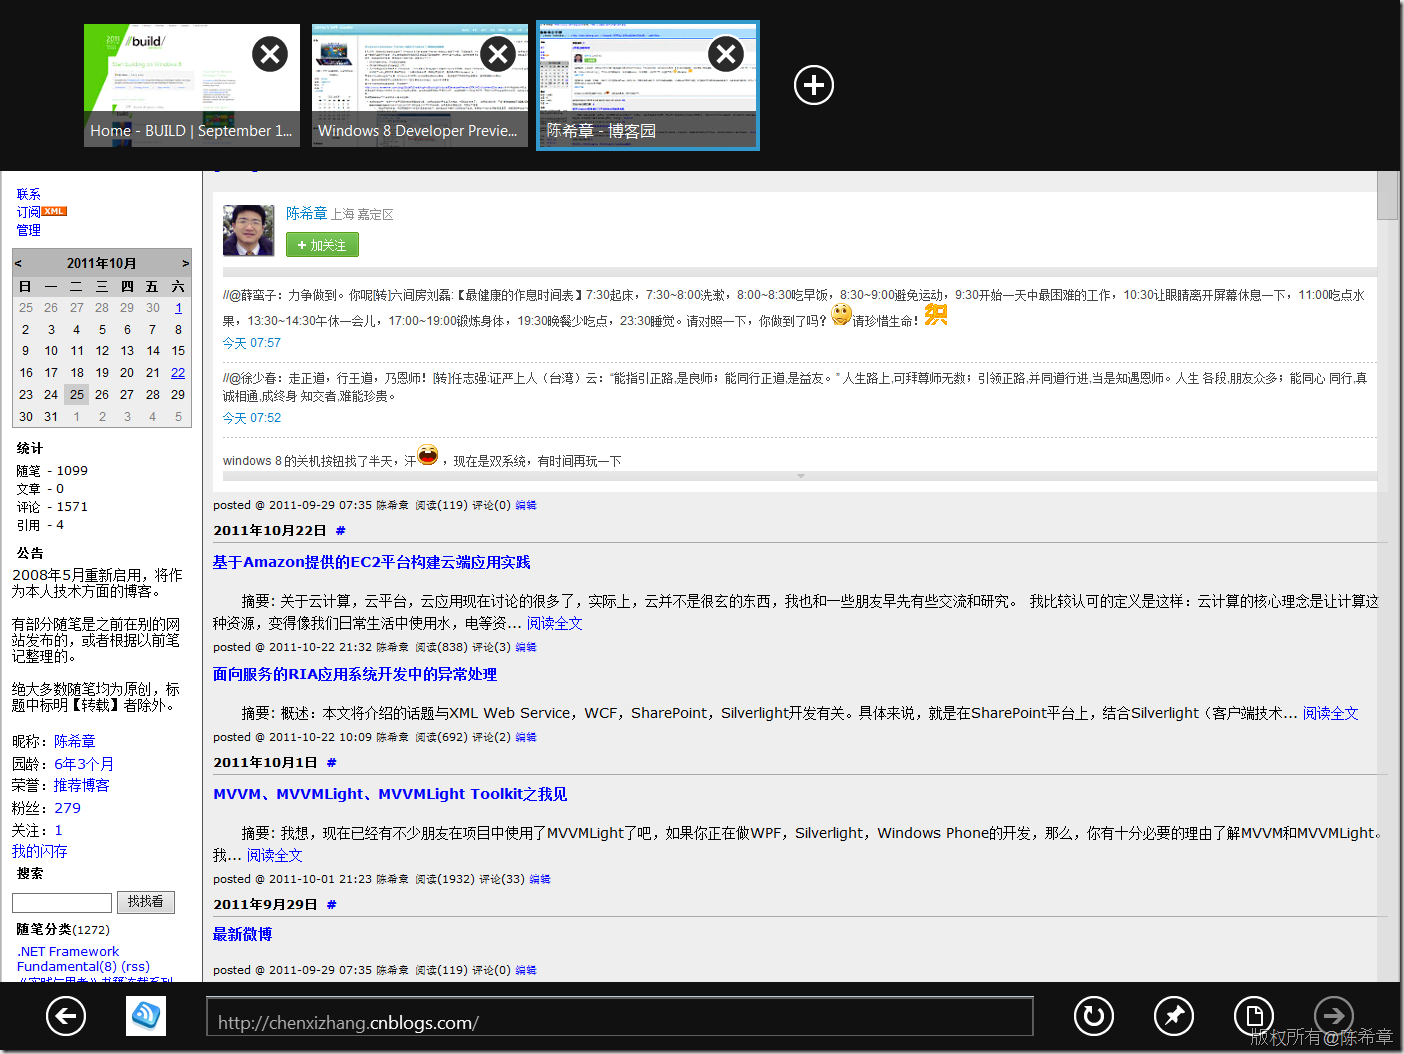 //build/
Home - BUILD | September 1...
Windows 8 Developer Previe...
陈希章 - 博客园
联系
订阅XML
管理
< 2011年10月 >
日 一 二 三 四 五 六
25 26 27 28 29 30 1
2 3 4 5 6 7 8
9 10 11 12 13 14 15
16 17 18 19 20 21 22
23 24 25 26 27 28 29
30 31 1 2 3 4 5
统计
随笔 - 1099
文章 - 0
评论 - 1571
引用 - 4
公告
2008年5月重新启用，将作
为本人技术方面的博客。
有部分随笔是之前在别的网
站发布的，或者根据以前笔
记整理的。
绝大多数随笔均为原创，标
题中标明【转载】者除外。
昵称：陈希章
园龄：6年3个月
荣誉：推荐博客
粉丝：279
关注：1
我的闪存
搜索
找找看
随笔分类(1272)
.NET Framework
Fundamental(8) (rss)
陈希章 上海 嘉定区
+ 加关注
//@薛蛮子：力争做到。你呢[转]六间房刘磊:【最健康的作息时间表】7:30起床，7:30~8:00洗漱，8:00~8:30吃早饭，8:30~9:00避免运动，9:30开始一天中最困难的工作，10:30让眼睛离开屏幕休息一下，11:00吃点水
果，13:30~14:30午休一会儿，17:00~19:00锻炼身体，19:30晚餐少吃点，23:30睡觉。请对照一下，你做到了吗？请珍惜生命！
今天 07:57
//@徐少春：走正道，行王道，乃恩师！[转]任志强:证严上人（台湾）云：“能指引正路,是良师；能同行正道,是益友。” 人生路上,可拜尊师无数；引领正路,并同道行进,当是知遇恩师。人生 各段,朋友众多；能同心 同行,真
诚相通,成终身 知交者,难能珍贵。
今天 07:52
windows 8 的关机按钮找了半天，汗，现在是双系统，有时间再玩一下
posted @ 2011-09-29 07:35 陈希章 阅读(119) 评论(0) 编辑
2011年10月22日 #
基于Amazon提供的EC2平台构建云端应用实践
摘要: 关于云计算，云平台，云应用现在讨论的很多了，实际上，云并不是很玄的东西，我也和一些朋友早先有些交流和研究。 我比较认可的定义是这样：云计算的核心理念是让计算这
种资源，变得像我们日常生活中使用水，电等资... 阅读全文
posted @ 2011-10-22 21:32 陈希章 阅读(838) 评论(3) 编辑
面向服务的RIA应用系统开发中的异常处理
摘要: 概述：本文将介绍的话题与XML Web Service，WCF，SharePoint，Silverlight开发有关。具体来说，就是在SharePoint平台上，结合Silverlight（客户端技术... 阅读全文
posted @ 2011-10-22 10:09 陈希章 阅读(692) 评论(2) 编辑
2011年10月1日 #
MVVM、MVVMLight、MVVMLight Toolkit之我见
摘要: 我想，现在已经有不少朋友在项目中使用了MVVMLight了吧，如果你正在做WPF，Silverlight，Windows Phone的开发，那么，你有十分必要的理由了解MVVM和MVVMLight。
我... 阅读全文
posted @ 2011-10-01 21:23 陈希章 阅读(1932) 评论(33) 编辑
2011年9月29日 #
最新微博
posted @ 2011-09-29 07:35 陈希章 阅读(119) 评论(0) 编辑
http://chenxizhang.cnblogs.com/
版权所有@陈希章